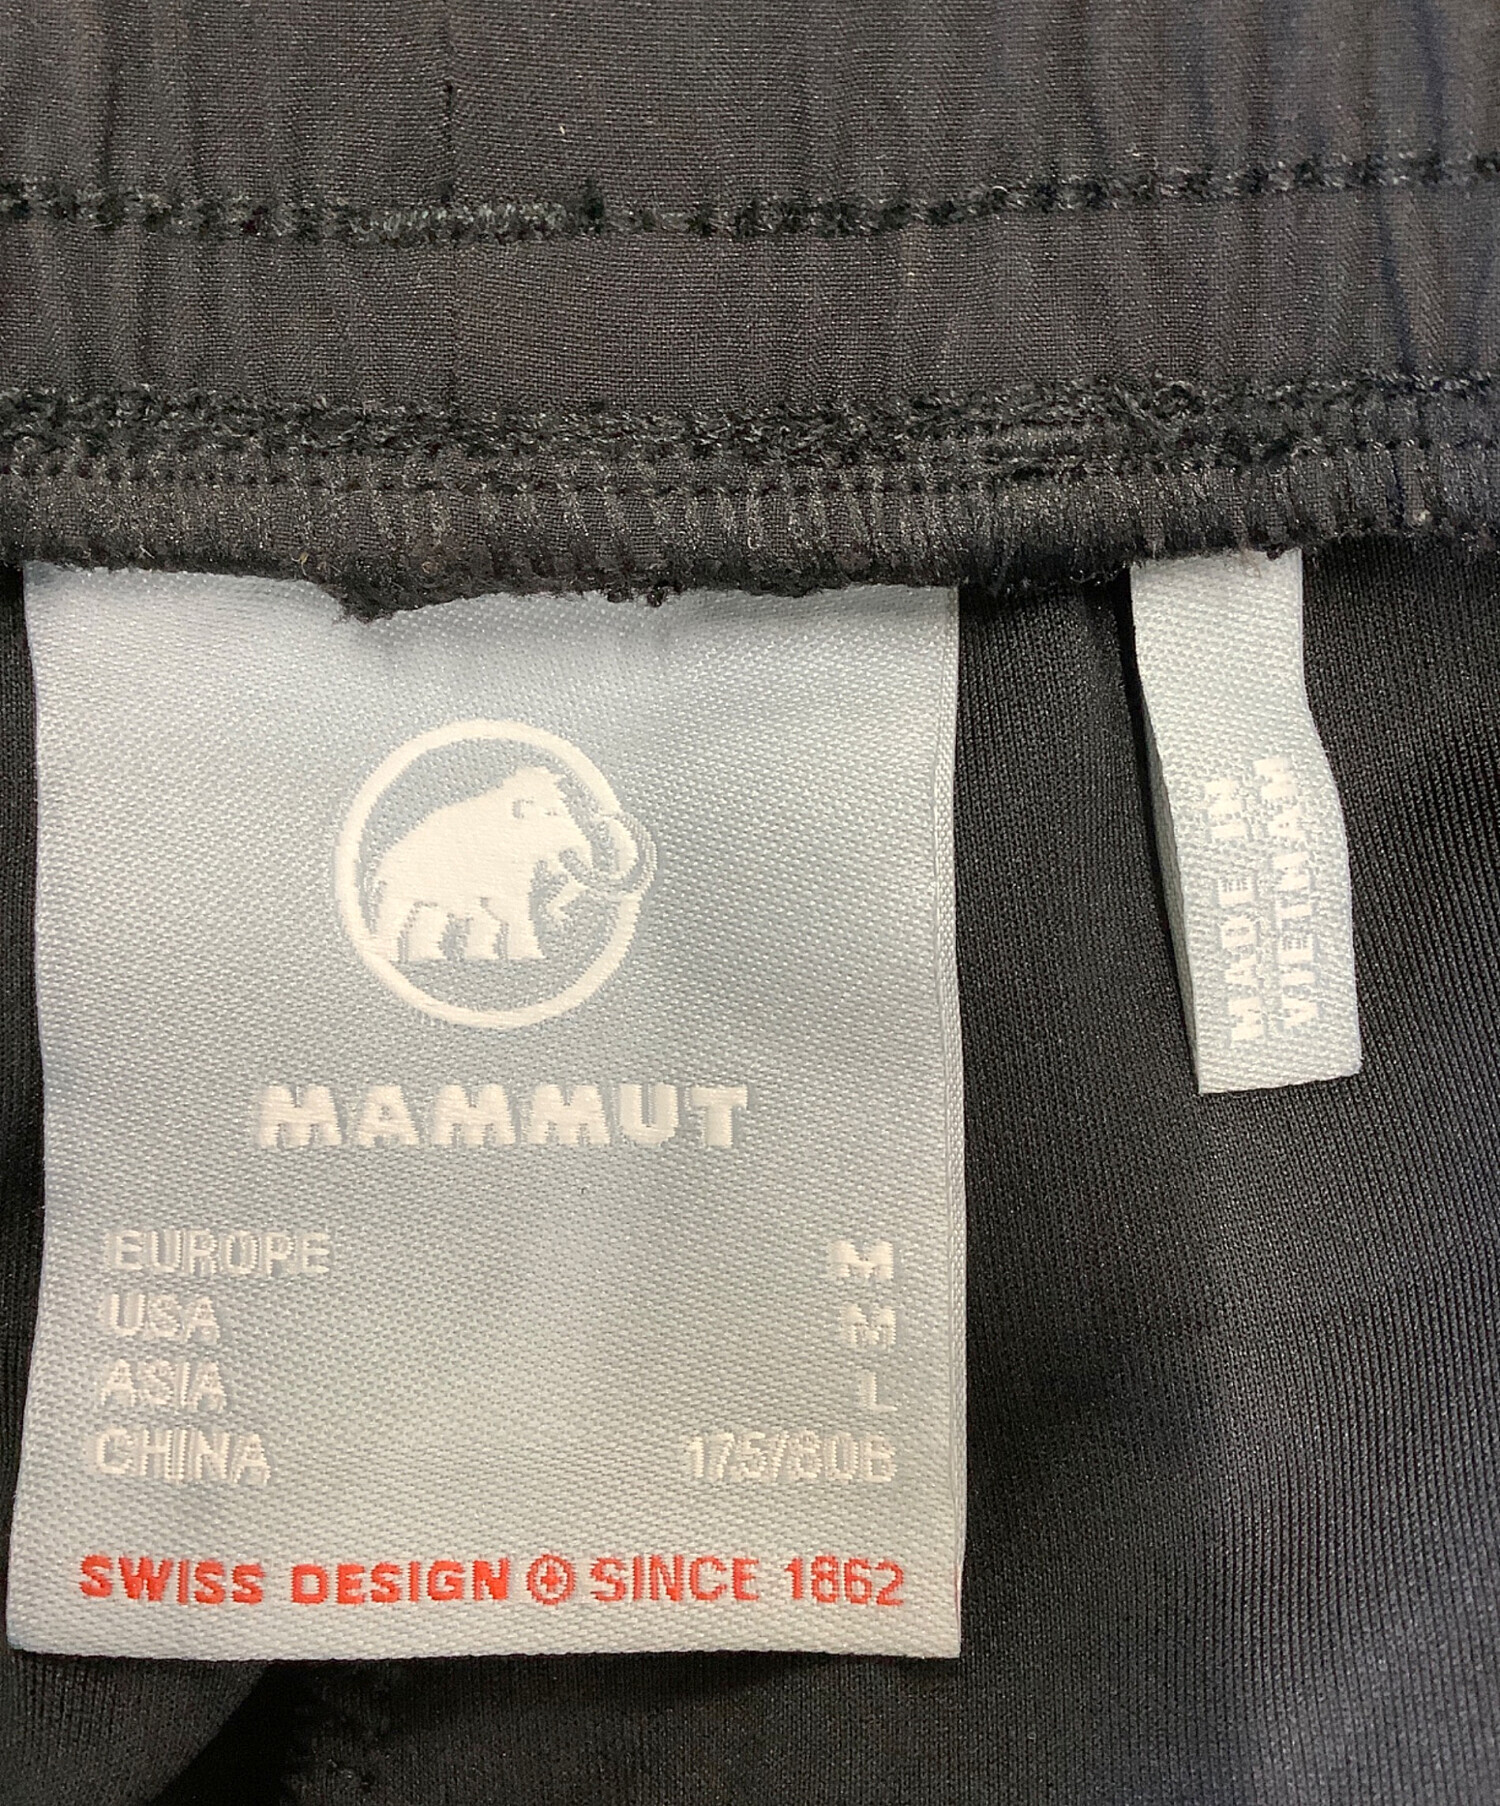 MAMMUT
EUROPE M
USA M
ASIA L
CHINA 175/80B
SWISS DESIGN SINCE 1862
MADE IN
VIETNAM